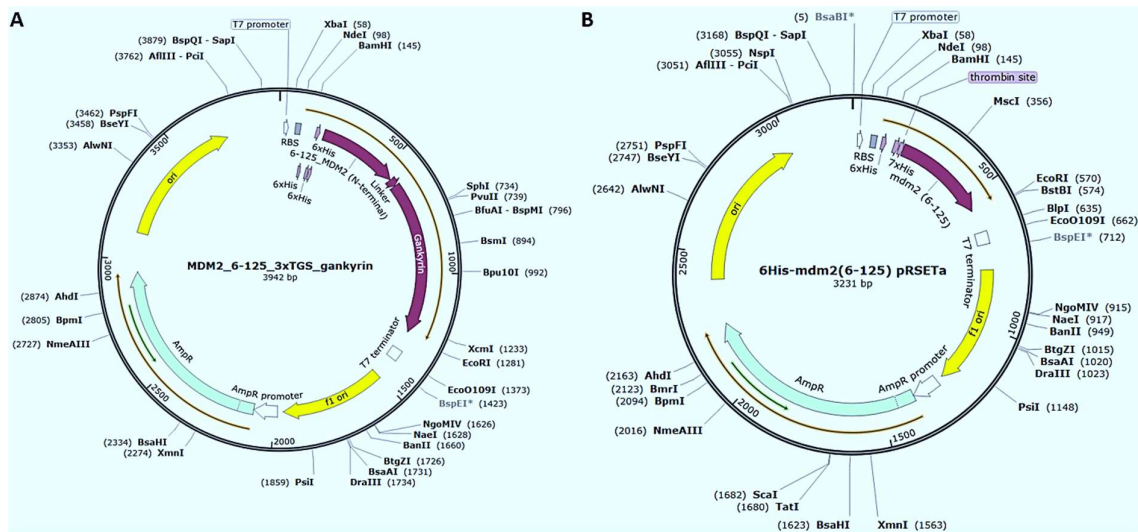 A
T7 promoter
(3879) BspQI - SapI
(3762) AflIII - PciI
XbaI (58)
NdeI (98)
BamHI (145)
(3462) PspFI
(3458) BseYI
(3353) AlwNI
3500
500
RBS
6xHis
6-125_MDM2 (N-terminal)
Linker
6xHis
6xHis
ori
SphI (734)
PvuII (739)
BfuAI - BspMI (796)
BsmI (894)
Bpu10I (992)
Gankyrin
1000
3000
MDM2_6-125_3xTGS_gankyrin
3942 bp
(2874) AhdI
(2805) BpmI
(2727) NmeAIII
AmpR
T7 terminator
XcmI (1233)
EcoRI (1281)
EcoO109I (1373)
BspEI* (1423)
1500
2500
AmpR promoter
f1 ori
2000
NgoMIV (1626)
NaeI (1628)
BanII (1660)
BtgZI (1726)
BsaAI (1731)
DraIII (1734)
(2334) BsaHI
(2274) XmnI
(1859) PsiI
B
(5) BsaBI*
T7 promoter
(3168) BspQI - SapI
(3055) NspI
(3051) AflIII - PciI
XbaI (58)
NdeI (98)
BamHI (145)
thrombin site
MscI (356)
3000
(2751) PspFI
(2747) BseYI
(2642) AlwNI
RBS
6xHis
7xHis
mdm2 (6-125)
500
ori
EcoRI (570)
BstBI (574)
BlpI (635)
EcoO109I (662)
BspEI* (712)
2500
6His-mdm2(6-125) pRSETa
3231 bp
T7 terminator
f1 ori
1000
NgoMIV (915)
NaeI (917)
BanII (949)
BtgZI (1015)
BsaAI (1020)
DraIII (1023)
PsiI (1148)
(2163) AhdI
(2123) BmrI
(2094) BpmI
(2016) NmeAIII
2000
AmpR
AmpR promoter
1500
(1682) ScaI
(1680) TatI
(1623) BsaHI
XmnI (1563)